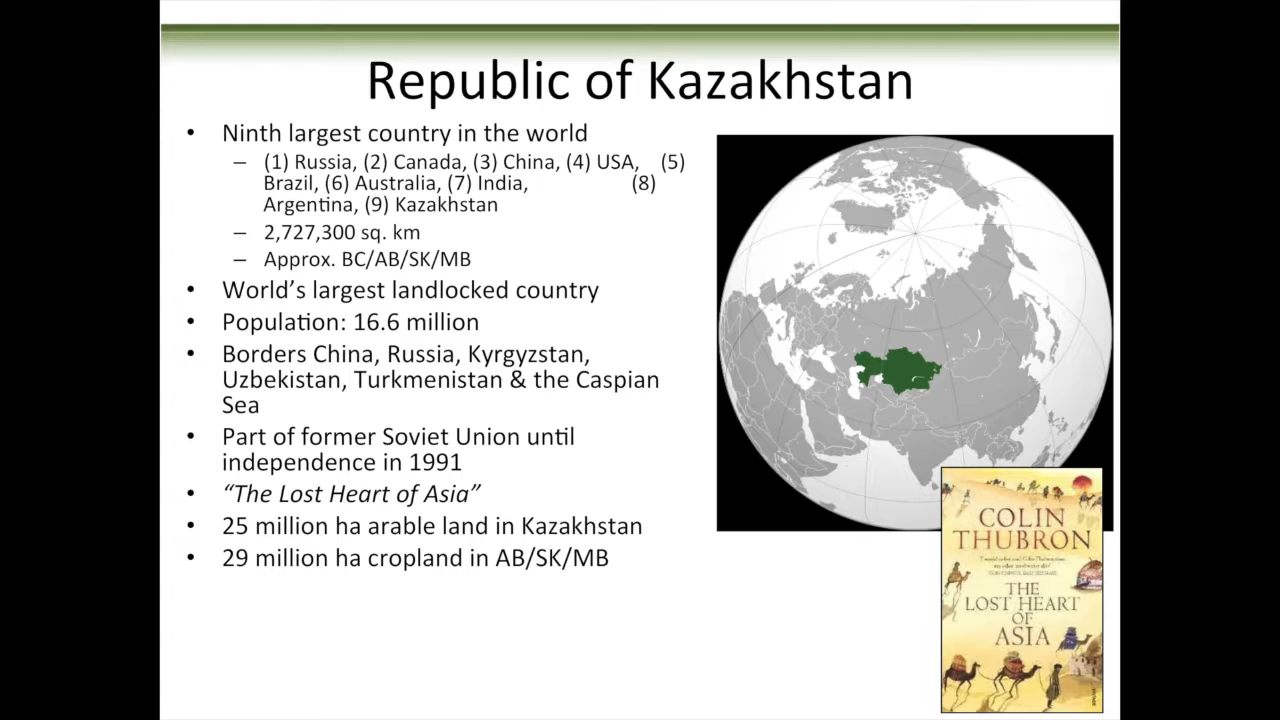 Republic of Kazakhstan
• Ninth largest country in the world
– (1) Russia, (2) Canada, (3) China, (4) USA, (5)
Brazil, (6) Australia, (7) India, (8)
Argentina, (9) Kazakhstan
– 2,727,300 sq. km
– Approx. BC/AB/SK/MB
• World's largest landlocked country
• Population: 16.6 million
• Borders China, Russia, Kyrgyzstan,
Uzbekistan, Turkmenistan & the Caspian
Sea
• Part of former Soviet Union until
independence in 1991
• “The Lost Heart of Asia”
• 25 million ha arable land in Kazakhstan
• 29 million ha cropland in AB/SK/MB
COLIN
THUBRON
THE
LOST HEART
OF
ASIA